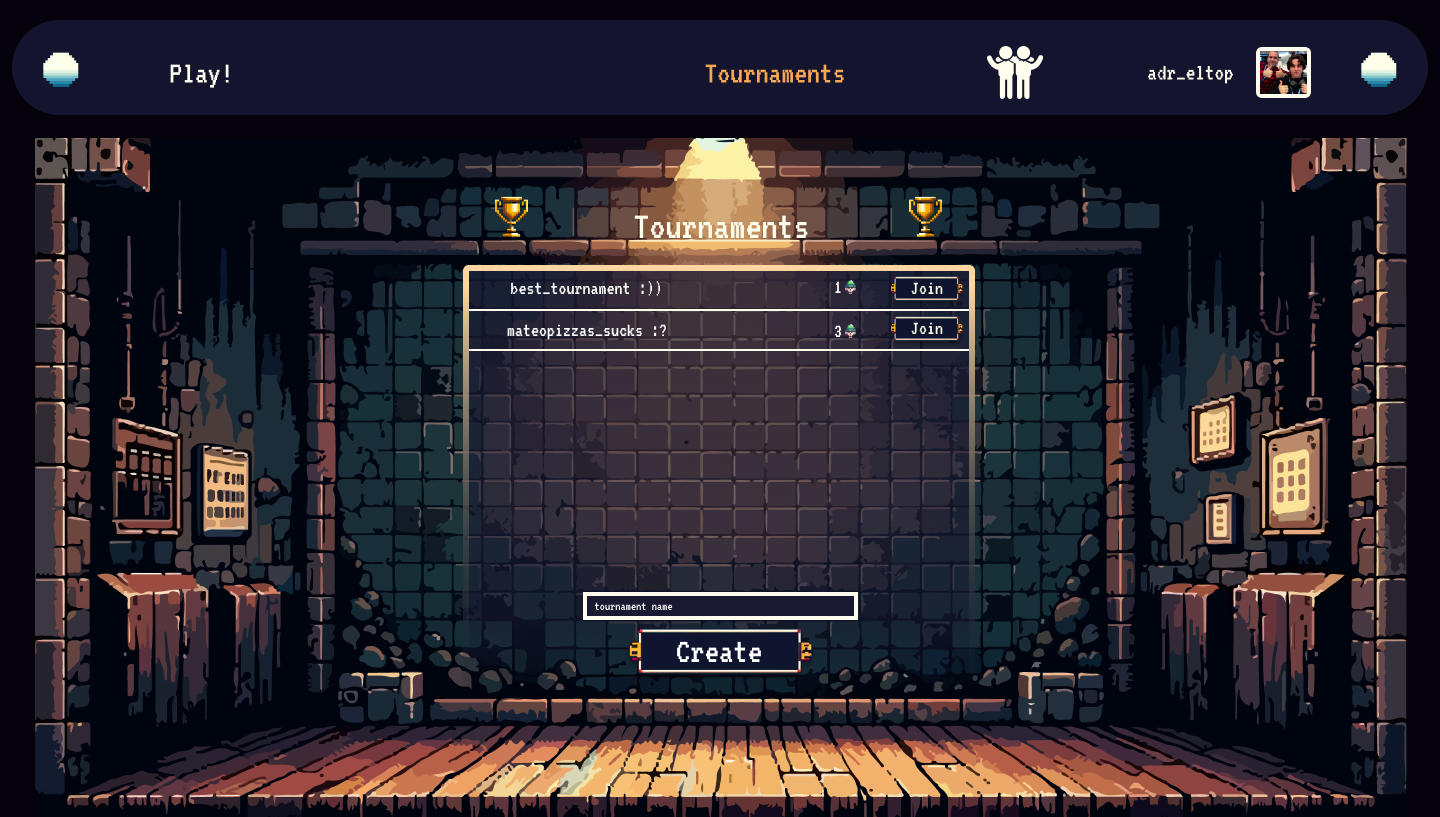 Play!
Tournaments
adr_eltop
Tournaments
best_tournament :))
1
Join
mateopizzas_sucks :?
3
Join
tournament name
Create